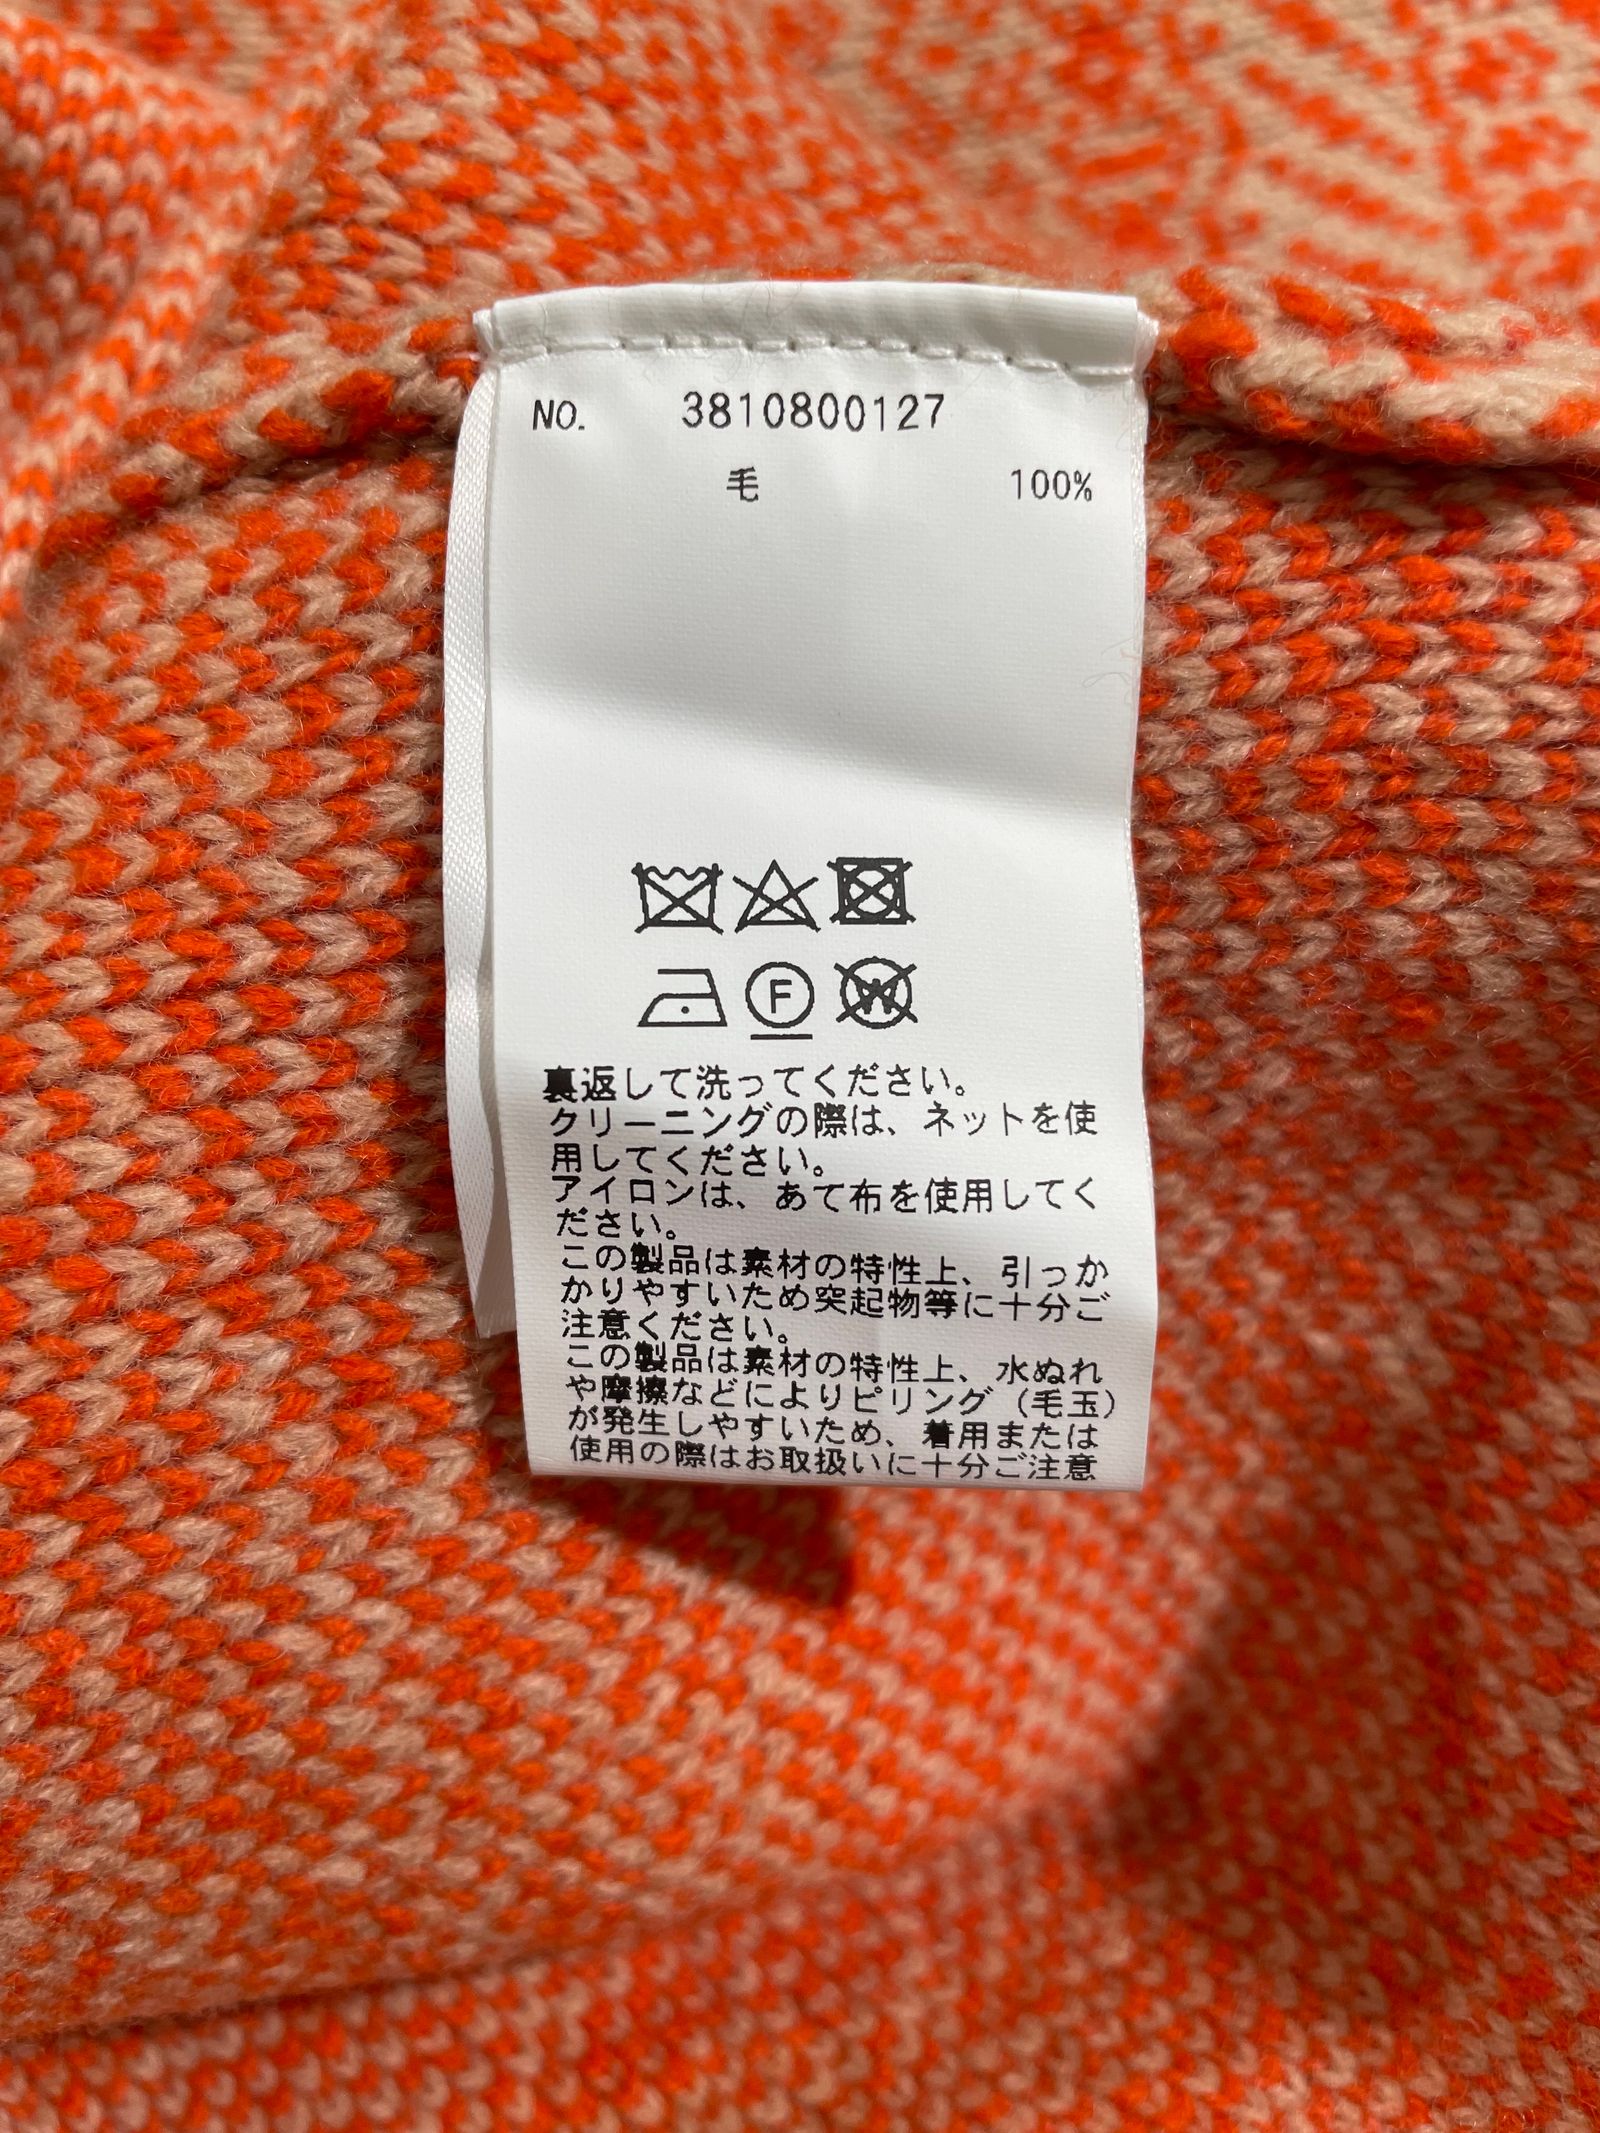 NO. 3810800127
毛 100%
F
W
裏返して洗ってください。
クリーニングの際は、ネットを使
用してください。
アイロンは、あて布を使用してく
ださい。
この製品は素材の特性上、引っか
かりやすいため突起物等に十分ご
注意ください。
この製品は素材の特性上、水ぬれ
や摩擦などによりピリング（毛玉）
が発生しやすいため、着用または
使用の際はお取扱いに十分ご注意